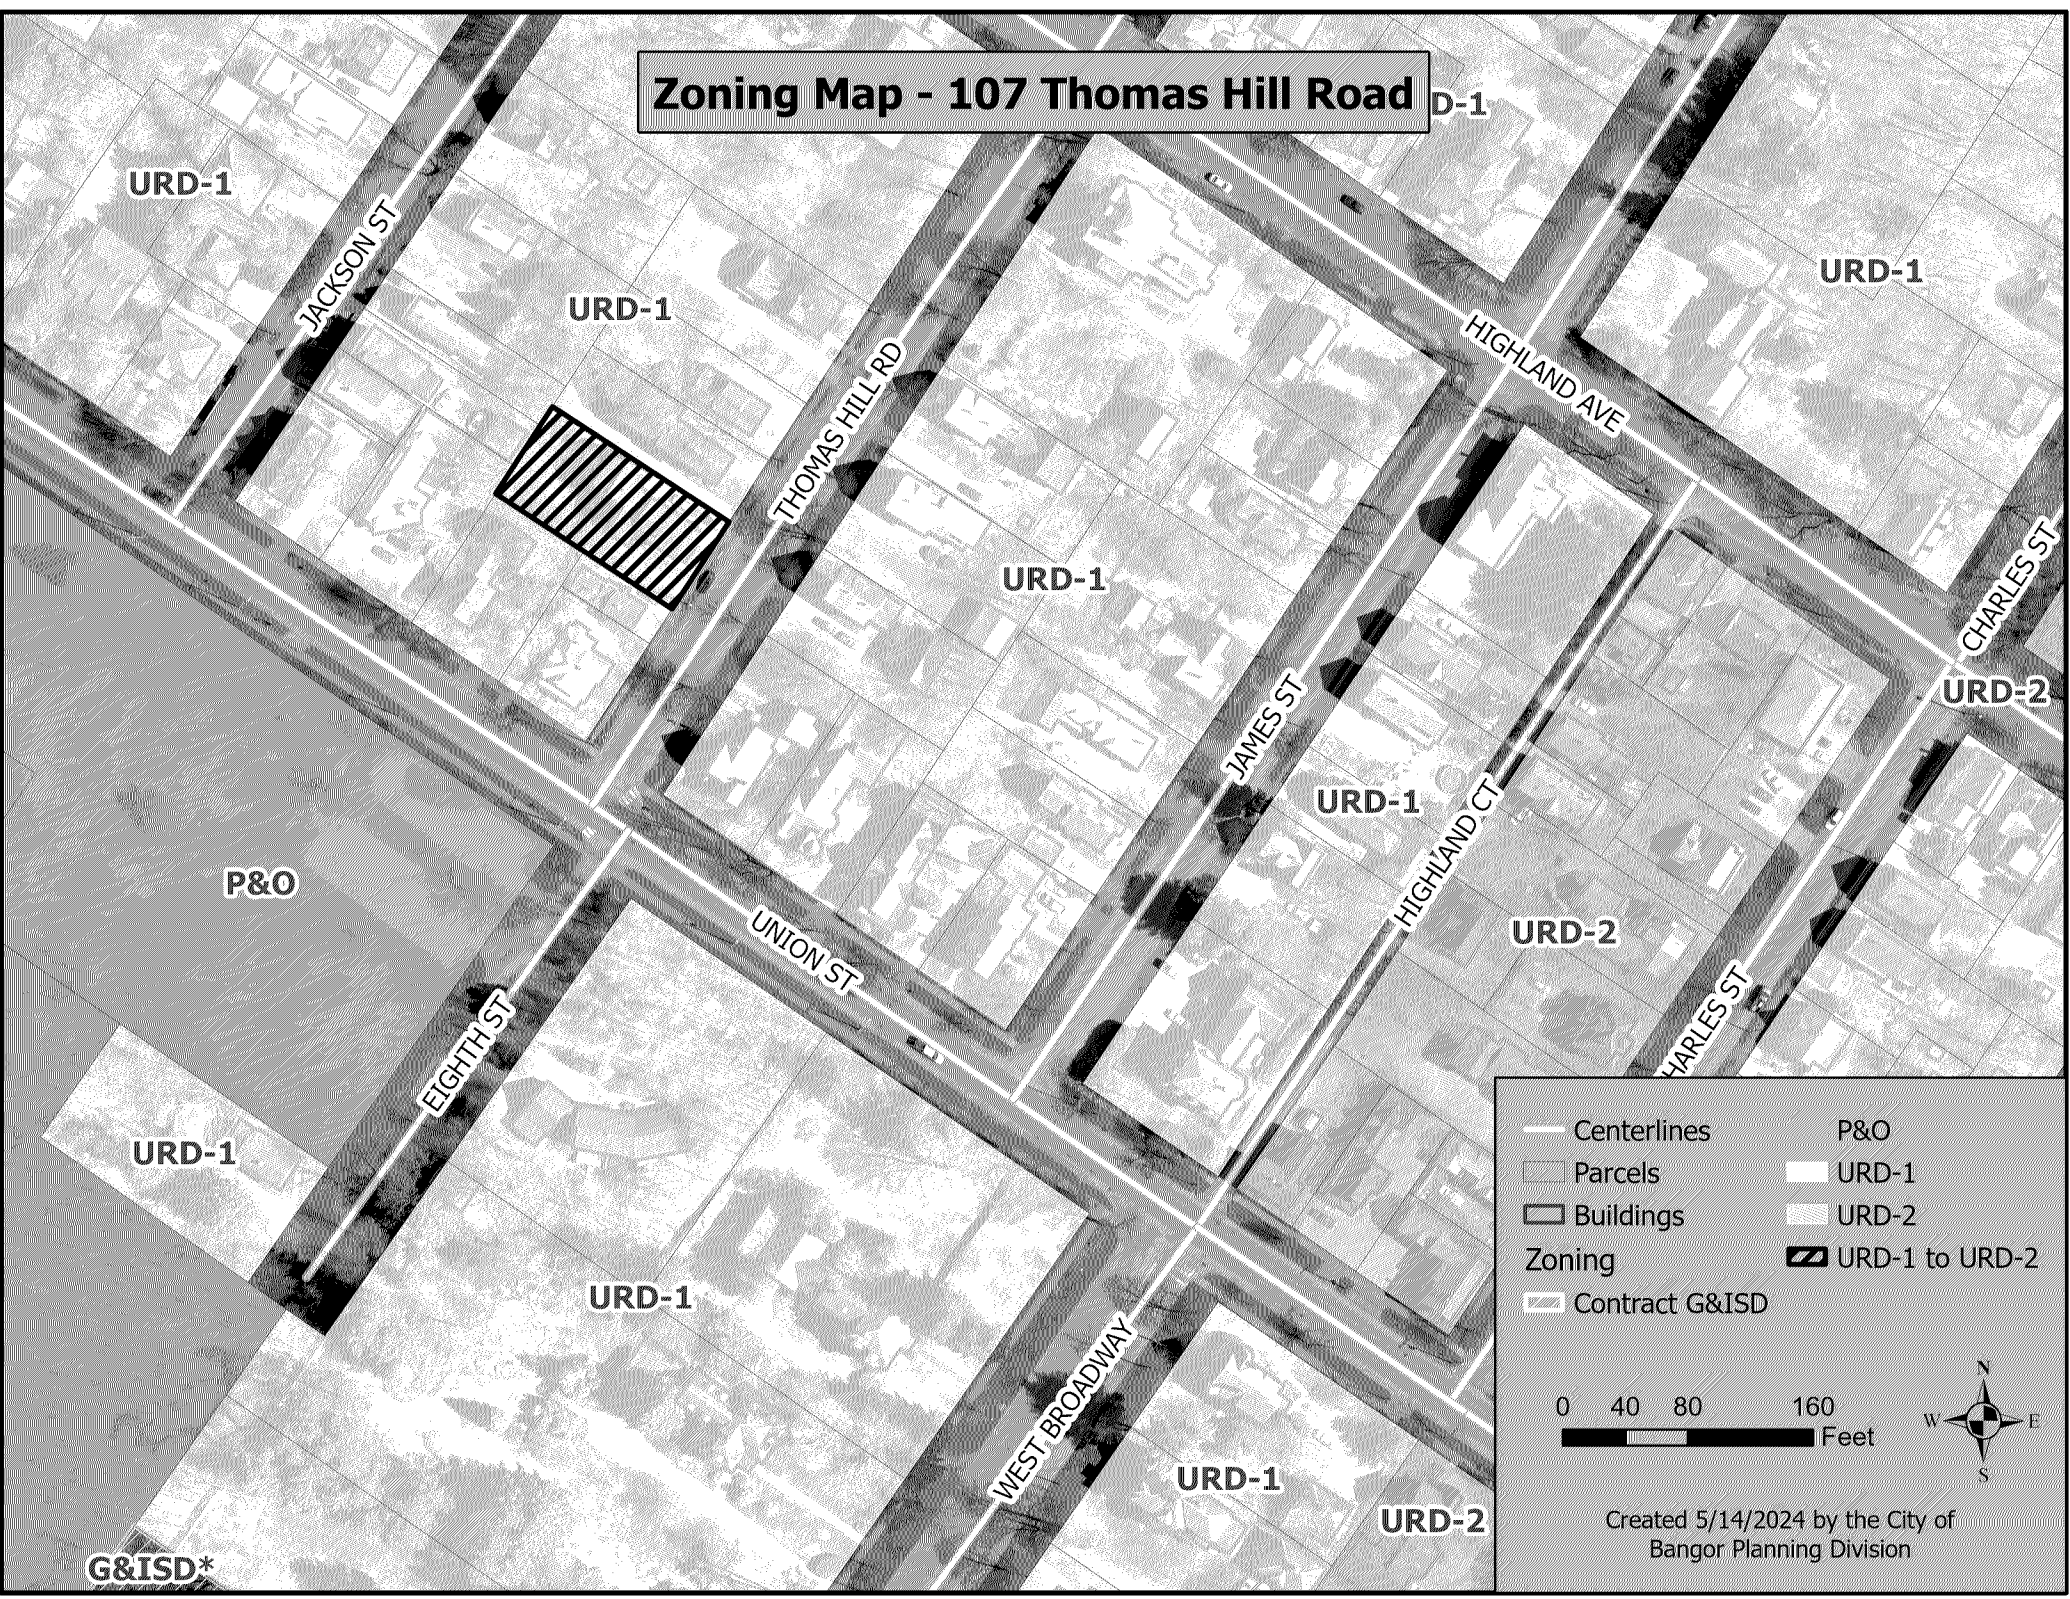 Zoning Map - 107 Thomas Hill Road
D-1
URD-1
JACKSON ST
URD-1
URD-1
THOMAS HILL RD
HIGHLAND AVE
URD-1
CHARLES ST
URD-2
JAMES ST
URD-1
HIGHLAND CT
P&O
UNION ST
URD-2
HARLES ST
EIGHTH ST
URD-1
URD-1
WEST BROADWAY
URD-1
URD-2
G&ISD*
Centerlines
Parcels
Buildings
Zoning
Contract G&ISD
P&O
URD-1
URD-2
URD-1 to URD-2
0 40 80 160
Feet
N
W E
S
Created 5/14/2024 by the City of
Bangor Planning Division